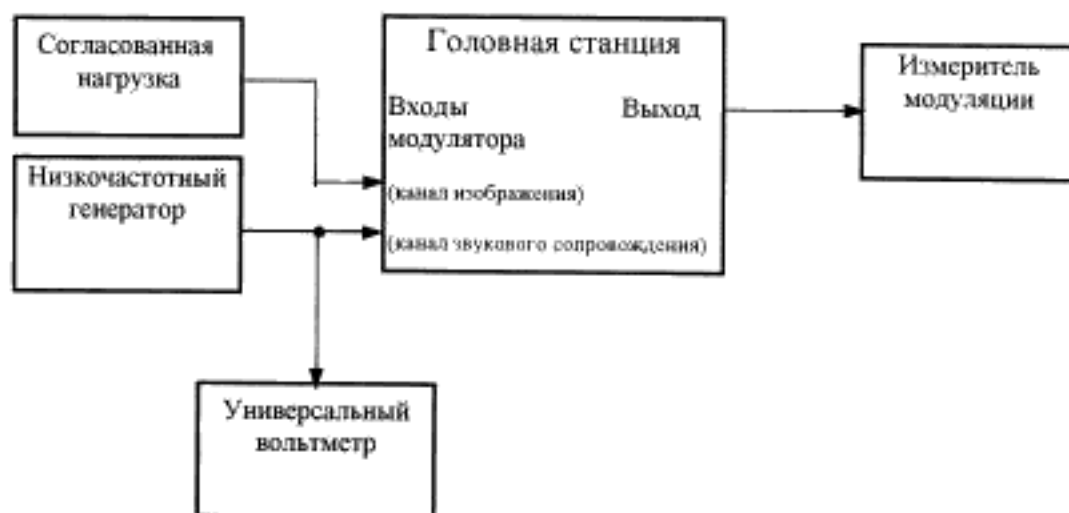 Согласованная
нагрузка
Низкочастотный
генератор
Головная станция
Входы
модулятора
Выход
(канал изображения)
(канал звукового сопровождения)
Измеритель
модуляции
Универсальный
вольтметр